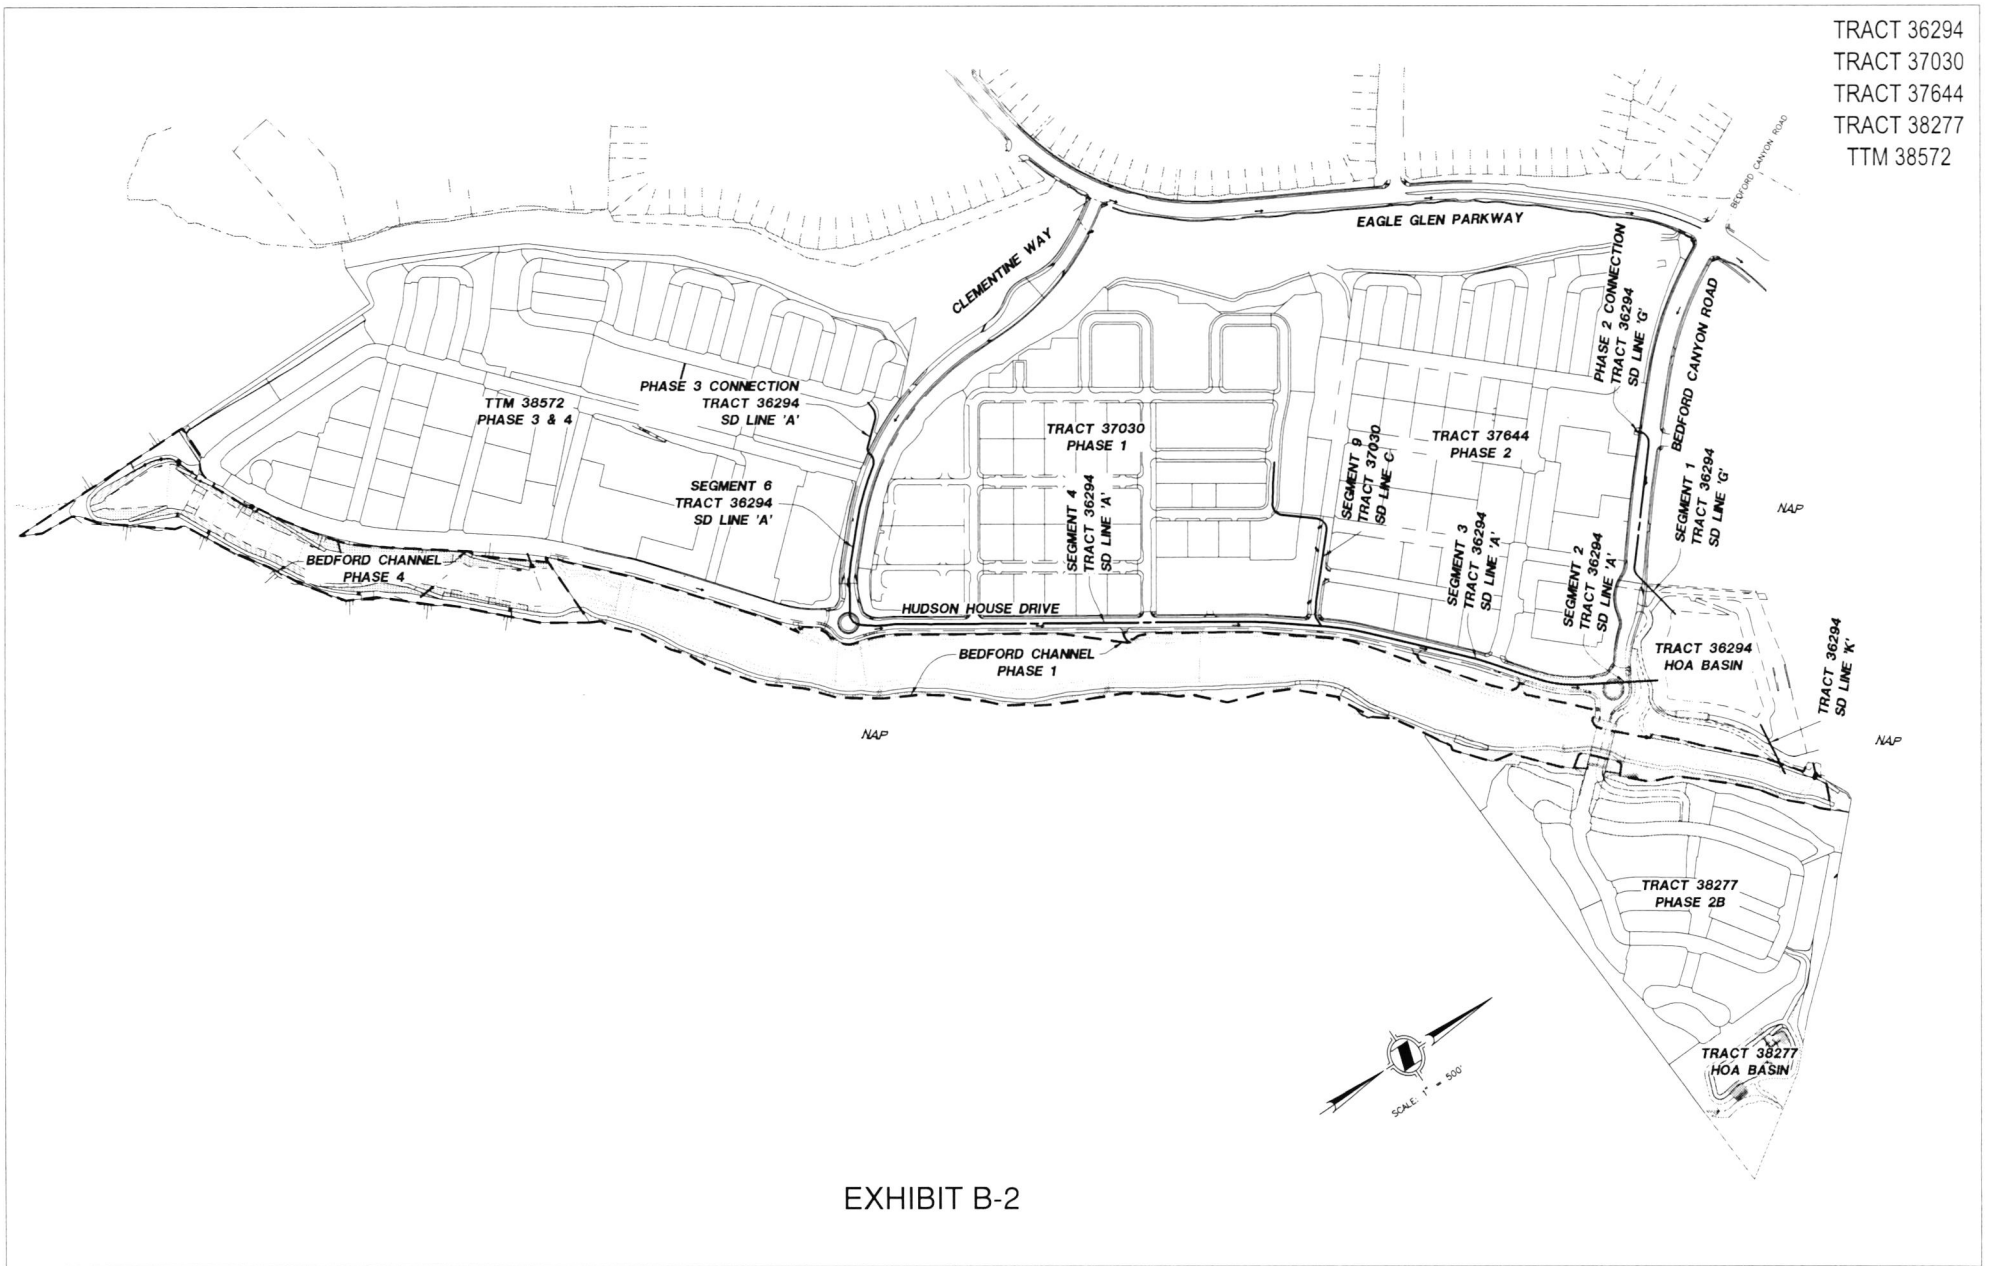 TRACT 36294
TRACT 37030
TRACT 37644
TRACT 38277
TTM 38572
BEDFORD CANYON ROAD
EAGLE GLEN PARKWAY
CLEMENTINE WAY
PHASE 2 CONNECTION
TRACT 36294
SD LINE 'G'
BEDFORD CANYON ROAD
PHASE 3 CONNECTION
TRACT 36294
SD LINE 'A'
TTM 38572
PHASE 3 & 4
TRACT 37030
PHASE 1
TRACT 37644
PHASE 2
SEGMENT 9
TRACT 37030
SD LINE C
SEGMENT 6
TRACT 36294
SD LINE 'A'
SEGMENT 4
TRACT 36294
SD LINE 'A'
SEGMENT 3
TRACT 36294
SD LINE 'A'
SEGMENT 2
TRACT 36294
SD LINE 'A'
SEGMENT 1
TRACT 36294
SD LINE 'G'
NAP
BEDFORD CHANNEL
PHASE 4
HUDSON HOUSE DRIVE
BEDFORD CHANNEL
PHASE 1
TRACT 36294
HOA BASIN
TRACT 36294
SD LINE 'K'
NAP
NAP
TRACT 38277
PHASE 2B
TRACT 38277
HOA BASIN
SCALE: 1" = 500'
EXHIBIT B-2